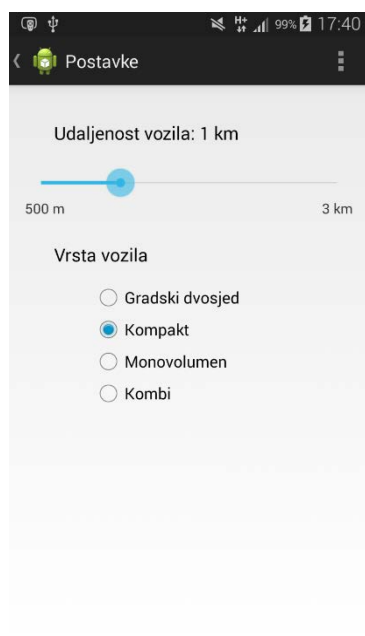 H+ 99% 17:40
Postavke
Udaljenost vozila: 1 km
500 m 3 km
Vrsta vozila
Gradski dvosjed
Kompakt
Monovolumen
Kombi